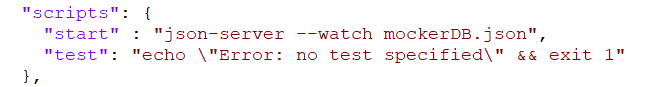 "scripts": {
"start" : "json-server --watch mockerDB.json",
"test": "echo \"Error: no test specified\" && exit 1"
},